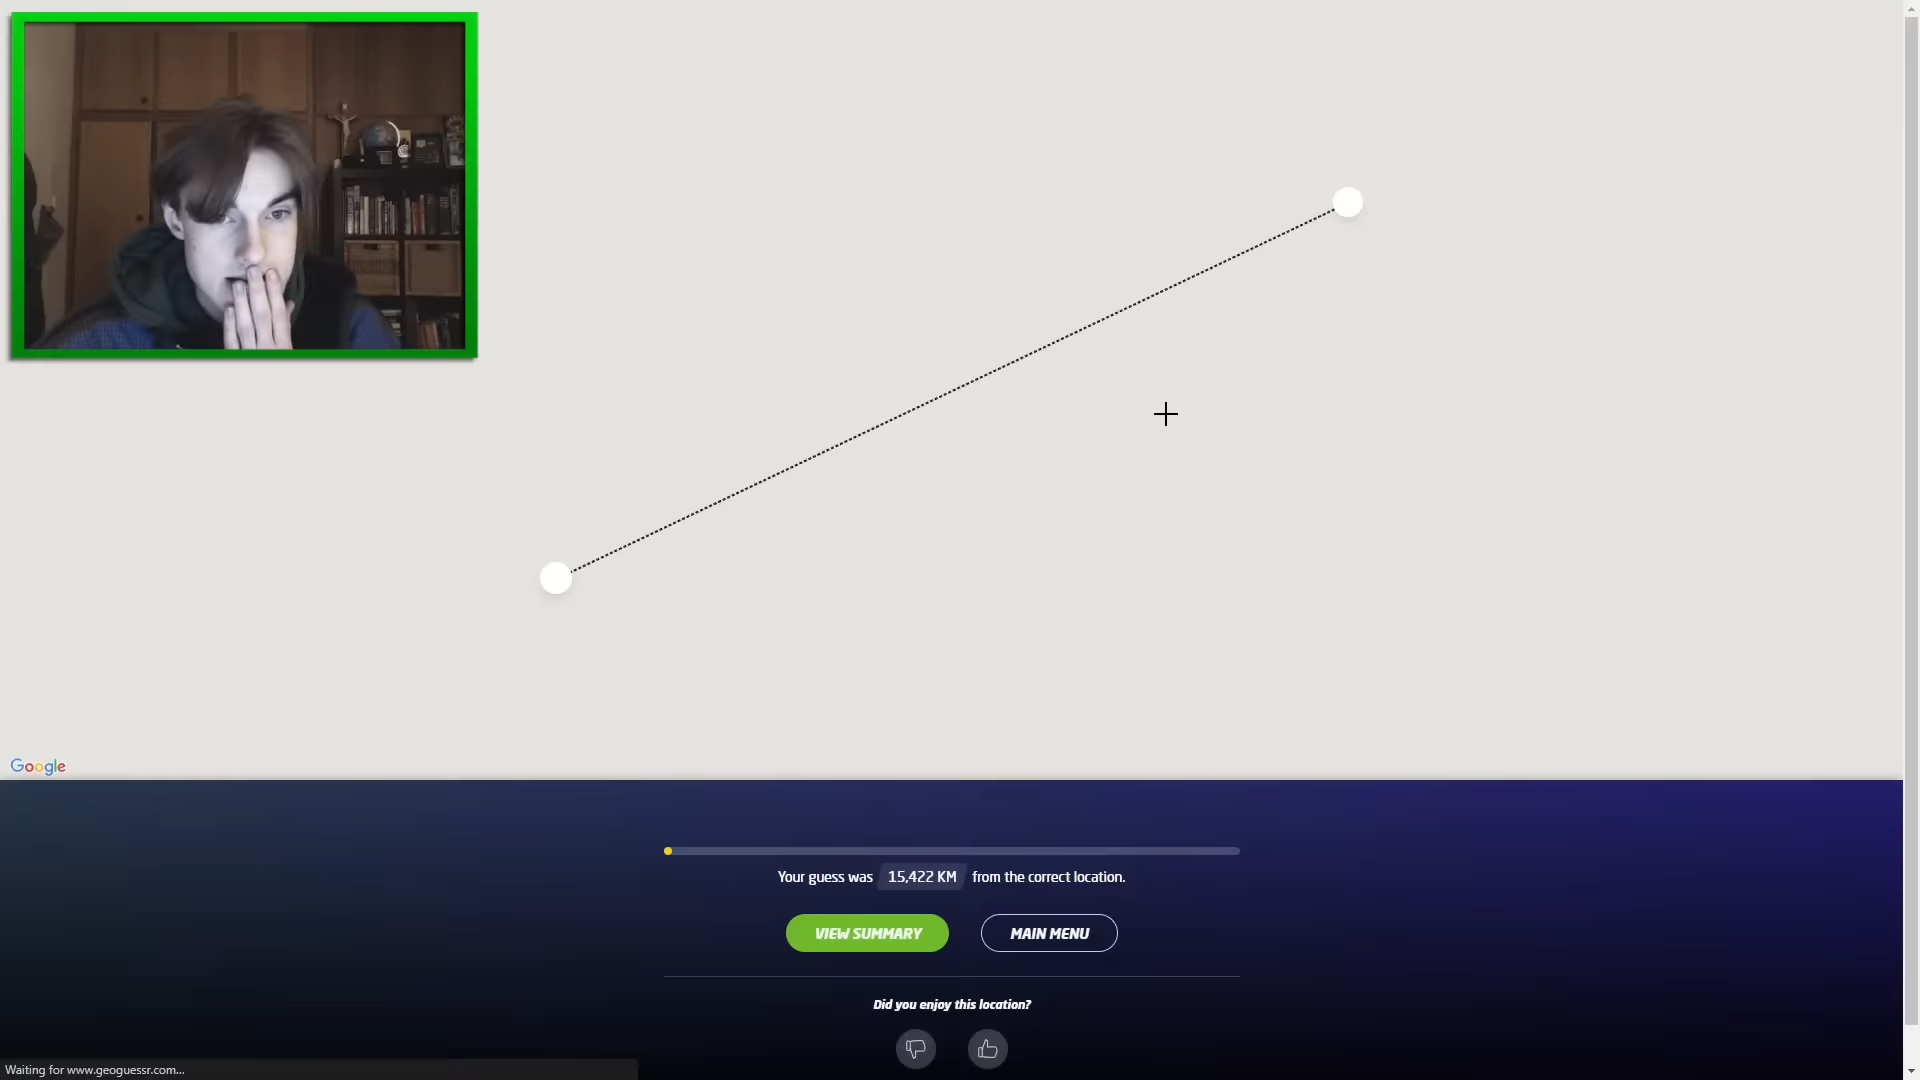 Google
Your guess was 15,422 KM from the correct location.
VIEW SUMMARY
MAIN MENU
Did you enjoy this location?
Waiting for www.geoguessr.com...